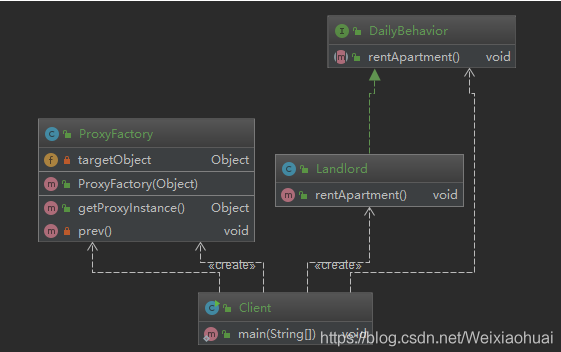 DailyBehavior
rentApartment() void
ProxyFactory
targetObject Object
ProxyFactory(Object)
getProxyInstance() Object
prev() void
Landlord
rentApartment() void
«create» «create»
Client
main(String[]) void
https://blog.csdn.net/Weixiaohuai